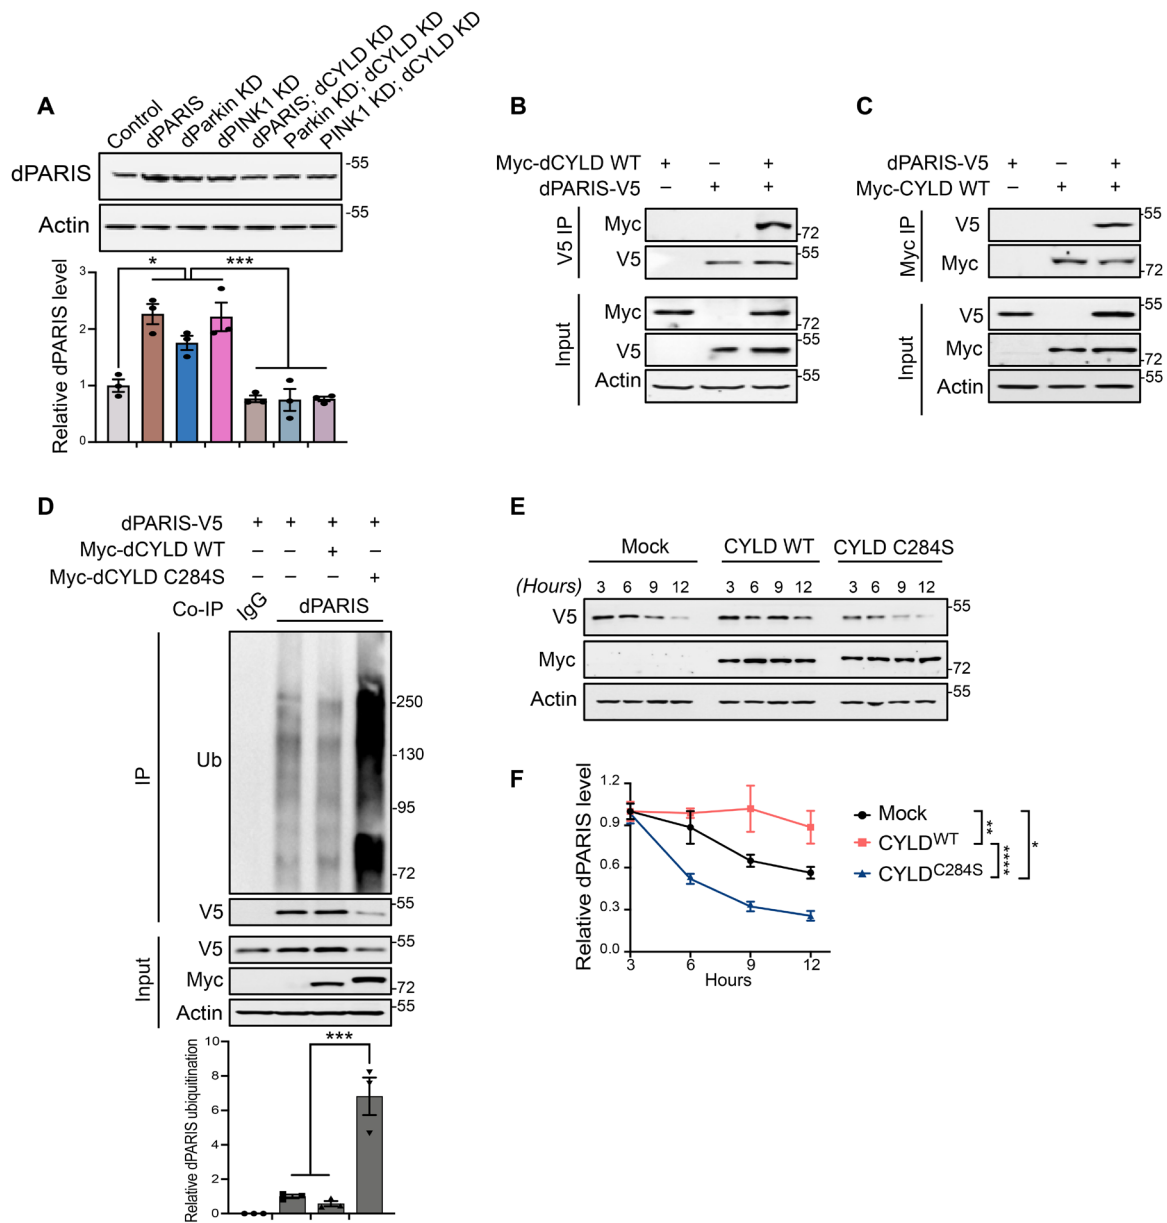 A
Control
dPARIS
dParkin KD
dPINK1 KD
dPARIS; dCYLD KD
Parkin KD; dCYLD KD
PINK1 KD; dCYLD KD
dPARIS
-55
Actin
-55
Relative dPARIS level
3
2
1
0
*
***
B
Myc-dCYLD WT + – +
dPARIS-V5 – + +
V5 IP
Myc
-72
V5
-55
Input
Myc
-72
V5
Actin
-55
C
dPARIS-V5 + – +
Myc-CYLD WT – + +
Myc IP
V5
-55
Myc
-72
Input
V5
-55
Myc
-72
Actin
-55
D
dPARIS-V5 + + + +
Myc-dCYLD WT – – + –
Myc-dCYLD C284S – – – +
Co-IP IgG dPARIS
IP
Ub
-250
-130
-95
-72
V5
-55
Input
V5
-55
Myc
-72
Actin
-55
Relative dPARIS ubiquitination
10
8
6
4
2
0
***
E
Mock CYLD WT CYLD C284S
(Hours) 3 6 9 12 3 6 9 12 3 6 9 12
V5
-55
Myc
-72
Actin
-55
F
Relative dPARIS level
1.2
0.9
0.6
0.3
0.0
3 6 9 12
Hours
Mock
CYLDWT
CYLDC284S
**
****
*